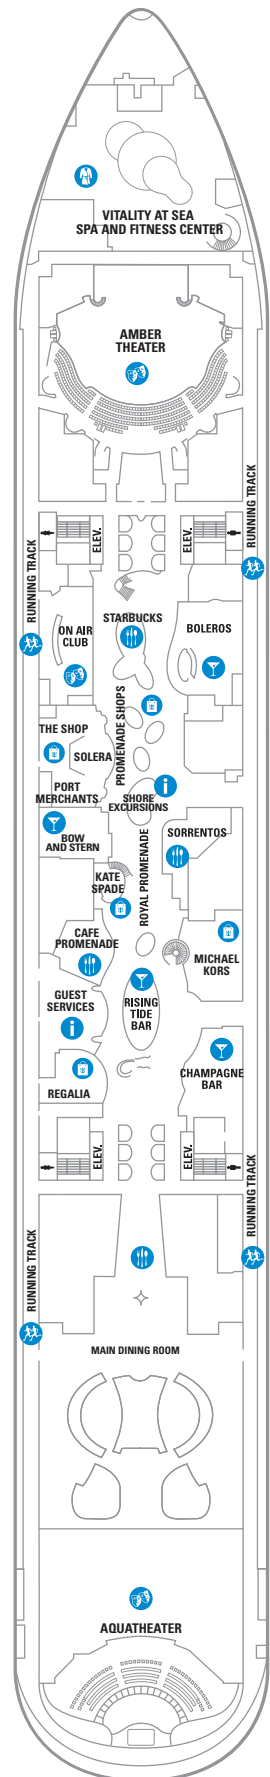 VITALITY AT SEA
SPA AND FITNESS CENTER
AMBER
THEATER
RUNNING TRACK
ELEV.
ELEV.
RUNNING TRACK
STARBUCKS
ON AIR
CLUB
BOLEROS
PROMENADE SHOPS
THE SHOP
SOLERA
PORT
MERCHANTS
SHORE
EXCURSIONS
BOW
AND STERN
ROYAL PROMENADE
SORRENTOS
KATE
SPADE
CAFE
PROMENADE
MICHAEL
KORS
GUEST
SERVICES
RISING
TIDE
BAR
CHAMPAGNE
BAR
REGALIA
ELEV.
ELEV.
RUNNING TRACK
RUNNING TRACK
MAIN DINING ROOM
AQUATHEATER